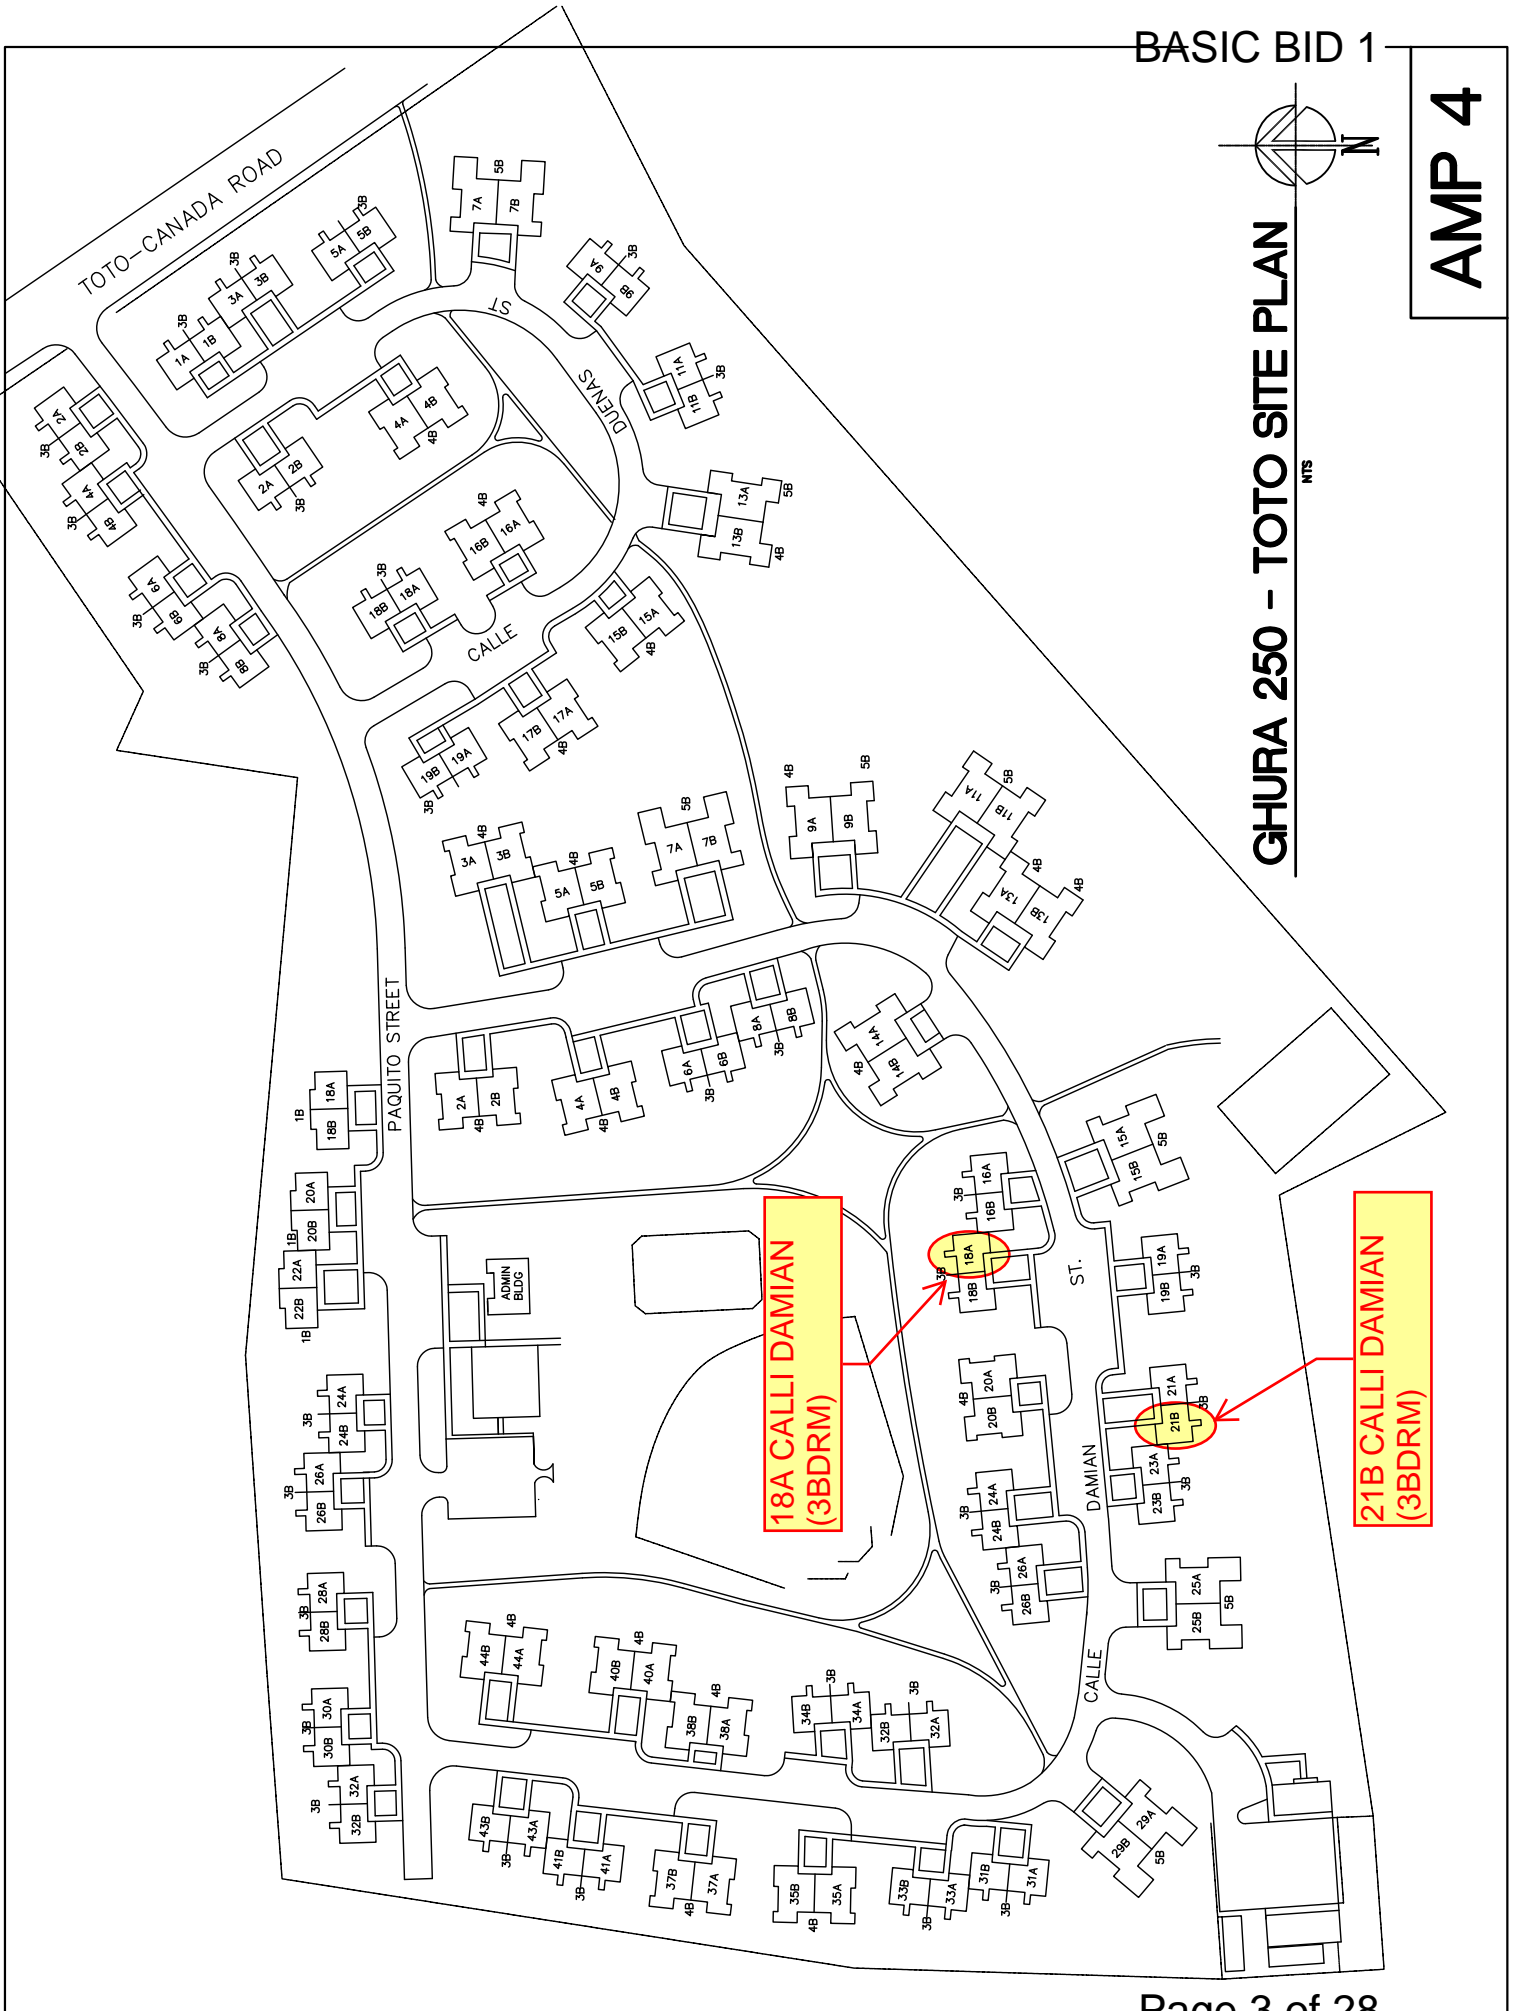 BASIC BID 1
AMP 4
N
GHURA 250 - TOTO SITE PLAN
NTS
TOTO-CANADA ROAD
5B
7A
7B
3B
5A
5B
3B
3A
3B
3B
1A
1B
9A
3B
9B
ST
DUENAS
11A
3B
11B
2A
3B
2B
4A
3B
4B
4A
4B
4B
2A
2B
3B
13A
5B
13B
4B
4B
16B
16A
3B
18B
18A
6A
3B
6B
8A
3B
8B
CALLE
15B
15A
4B
17B
17A
4B
19B
19A
3B
4B
3A
3B
4B
5A
5B
5B
7A
7B
4B
5B
9A
9B
11A
5B
11B
13A
4B
13B
4B
PAQUITO STREET
2A
2B
4B
4A
4B
4B
6A
6B
3B
8A
8B
3B
14A
4B
14B
15A
5B
15B
1B
18A
18B
20A
20B
1B
22A
22B
1B
ADMIN
BLDG
16A
3B
16B
18A
3B
18B
ST.
19A
3B
19B
18A CALLI DAMIAN
(3BDRM)
21B CALLI DAMIAN
(3BDRM)
20A
4B
20B
21A
3B
21B
23A
3B
23B
DAMIAN
24A
3B
24B
26A
3B
26B
24A
3B
24B
26A
3B
26B
25A
5B
25B
28A
3B
28B
44B
44A
4B
40B
40A
4B
38B
38A
4B
34B
34A
3B
32B
32A
3B
CALLE
30A
3B
30B
32A
3B
32B
43B
43A
3B
41B
41A
3B
37B
37A
4B
35B
35A
4B
33B
33A
3B
31B
31A
3B
29A
29B
5B
Page 3 of 28